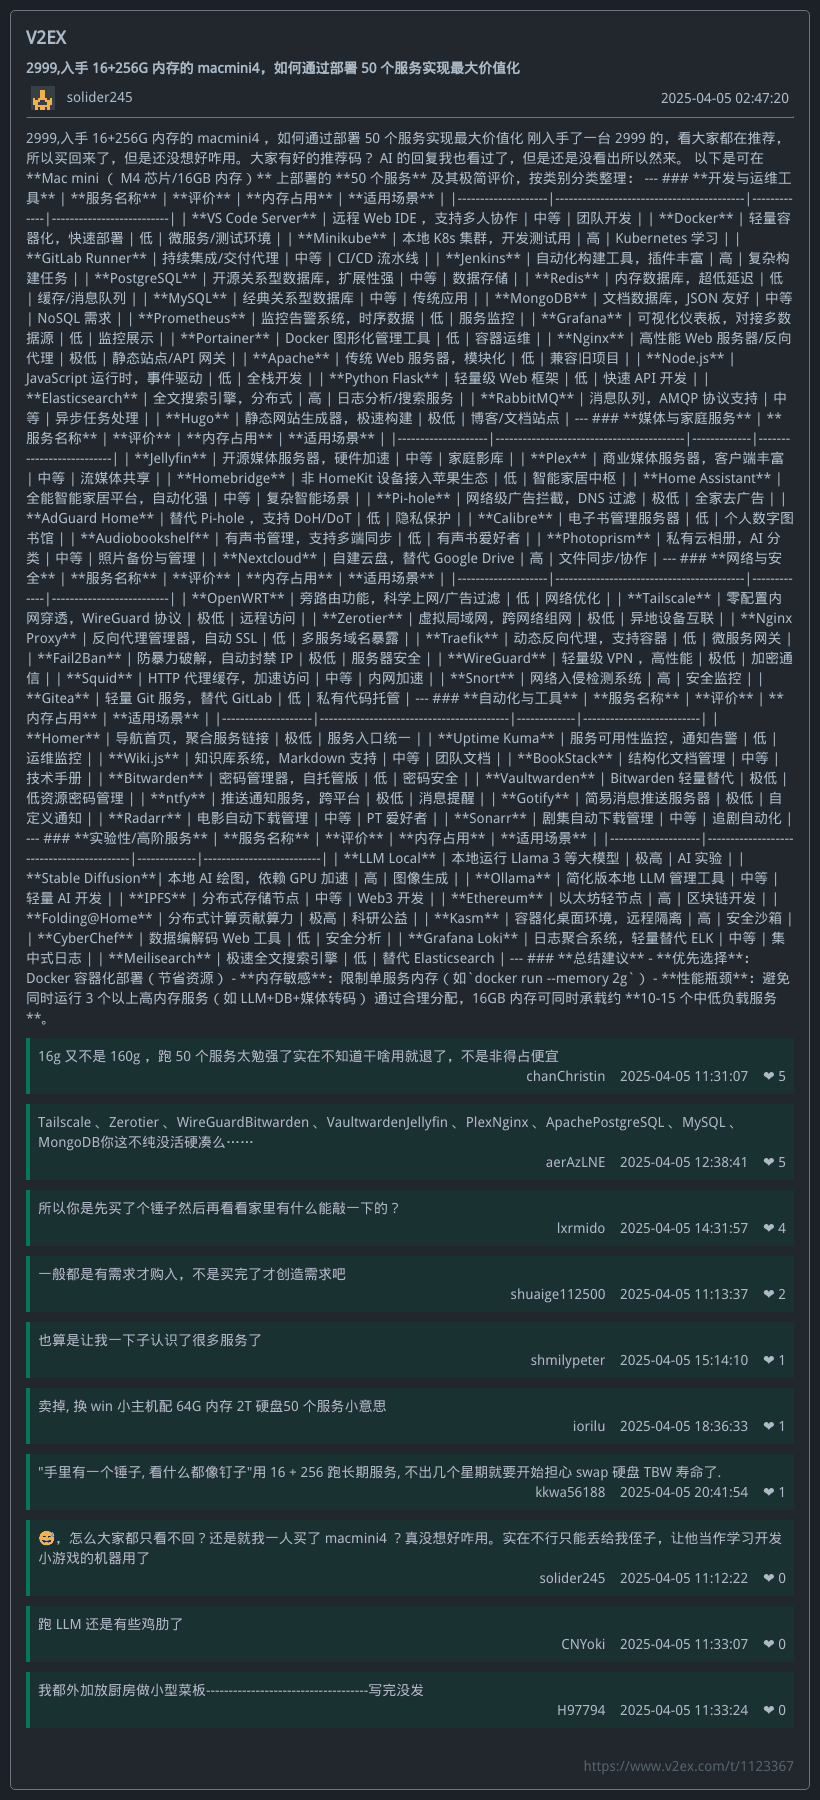 V2EX
2999,入手 16+256G 内存的 macmini4，如何通过部署 50 个服务实现最大价值化
solider245 2025-04-05 02:47:20
2999,入手 16+256G 内存的 macmini4 ，如何通过部署 50 个服务实现最大价值化 刚入手了一台 2999 的，看大家都在推荐，
所以买回来了，但是还没想好咋用。大家有好的推荐码？ AI 的回复我也看过了，但是还是没看出所以然来。 以下是可在
**Mac mini （ M4 芯片/16GB 内存）** 上部署的 **50 个服务** 及其极简评价，按类别分类整理： --- ### **开发与运维工
具** | **服务名称** | **评价** | **内存占用** | **适用场景** | |--------------------|------------------------------------------|---------
----|--------------------------| | **VS Code Server** | 远程 Web IDE ，支持多人协作 | 中等 | 团队开发 | | **Docker** | 轻量容
器化，快速部署 | 低 | 微服务/测试环境 | | **Minikube** | 本地 K8s 集群，开发测试用 | 高 | Kubernetes 学习 | |
**GitLab Runner** | 持续集成/交付代理 | 中等 | CI/CD 流水线 | | **Jenkins** | 自动化构建工具，插件丰富 | 高 | 复杂构
建任务 | | **PostgreSQL** | 开源关系型数据库，扩展性强 | 中等 | 数据存储 | | **Redis** | 内存数据库，超低延迟 | 低
| 缓存/消息队列 | | **MySQL** | 经典关系型数据库 | 中等 | 传统应用 | | **MongoDB** | 文档数据库，JSON 友好 | 中等
| NoSQL 需求 | | **Prometheus** | 监控告警系统，时序数据 | 低 | 服务监控 | | **Grafana** | 可视化仪表板，对接多数
据源 | 低 | 监控展示 | | **Portainer** | Docker 图形化管理工具 | 低 | 容器运维 | | **Nginx** | 高性能 Web 服务器/反向
代理 | 极低 | 静态站点/API 网关 | | **Apache** | 传统 Web 服务器，模块化 | 低 | 兼容旧项目 | | **Node.js** |
JavaScript 运行时，事件驱动 | 低 | 全栈开发 | | **Python Flask** | 轻量级 Web 框架 | 低 | 快速 API 开发 | |
**Elasticsearch** | 全文搜索引擎，分布式 | 高 | 日志分析/搜索服务 | | **RabbitMQ** | 消息队列，AMQP 协议支持 | 中
等 | 异步任务处理 | | **Hugo** | 静态网站生成器，极速构建 | 极低 | 博客/文档站点 | --- ### **媒体与家庭服务** | **
服务名称** | **评价** | **内存占用** | **适用场景** | |--------------------|------------------------------------------|-------------|---
-----------------------| | **Jellyfin** | 开源媒体服务器，硬件加速 | 中等 | 家庭影库 | | **Plex** | 商业媒体服务器，客户端丰富
| 中等 | 流媒体共享 | | **Homebridge** | 非 HomeKit 设备接入苹果生态 | 低 | 智能家居中枢 | | **Home Assistant** |
全能智能家居平台，自动化强 | 中等 | 复杂智能场景 | | **Pi-hole** | 网络级广告拦截，DNS 过滤 | 极低 | 全家去广告 | |
**AdGuard Home** | 替代 Pi-hole ，支持 DoH/DoT | 低 | 隐私保护 | | **Calibre** | 电子书管理服务器 | 低 | 个人数字图
书馆 | | **Audiobookshelf** | 有声书管理，支持多端同步 | 低 | 有声书爱好者 | | **Photoprism** | 私有云相册，AI 分
类 | 中等 | 照片备份与管理 | | **Nextcloud** | 自建云盘，替代 Google Drive | 高 | 文件同步/协作 | --- ### **网络与安
全** | **服务名称** | **评价** | **内存占用** | **适用场景** | |--------------------|------------------------------------------|---------
----|--------------------------| | **OpenWRT** | 旁路由功能，科学上网/广告过滤 | 低 | 网络优化 | | **Tailscale** | 零配置内
网穿透，WireGuard 协议 | 极低 | 远程访问 | | **Zerotier** | 虚拟局域网，跨网络组网 | 极低 | 异地设备互联 | | **Nginx
Proxy** | 反向代理管理器，自动 SSL | 低 | 多服务域名暴露 | | **Traefik** | 动态反向代理，支持容器 | 低 | 微服务网关 |
| **Fail2Ban** | 防暴力破解，自动封禁 IP | 极低 | 服务器安全 | | **WireGuard** | 轻量级 VPN ，高性能 | 极低 | 加密通
信 | | **Squid** | HTTP 代理缓存，加速访问 | 中等 | 内网加速 | | **Snort** | 网络入侵检测系统 | 高 | 安全监控 | |
**Gitea** | 轻量 Git 服务，替代 GitLab | 低 | 私有代码托管 | --- ### **自动化与工具** | **服务名称** | **评价** | **
内存占用** | **适用场景** | |--------------------|------------------------------------------|-------------|--------------------------| |
**Homer** | 导航首页，聚合服务链接 | 极低 | 服务入口统一 | | **Uptime Kuma** | 服务可用性监控，通知告警 | 低 |
运维监控 | | **Wiki.js** | 知识库系统，Markdown 支持 | 中等 | 团队文档 | | **BookStack** | 结构化文档管理 | 中等 |
技术手册 | | **Bitwarden** | 密码管理器，自托管版 | 低 | 密码安全 | | **Vaultwarden** | Bitwarden 轻量替代 | 极低 |
低资源密码管理 | | **ntfy** | 推送通知服务，跨平台 | 极低 | 消息提醒 | | **Gotify** | 简易消息推送服务器 | 极低 | 自
定义通知 | | **Radarr** | 电影自动下载管理 | 中等 | PT 爱好者 | | **Sonarr** | 剧集自动下载管理 | 中等 | 追剧自动化 |
--- ### **实验性/高阶服务** | **服务名称** | **评价** | **内存占用** | **适用场景** | |--------------------|-------------------
-----------------------|-------------|--------------------------| | **LLM Local** | 本地运行 Llama 3 等大模型 | 极高 | AI 实验 | |
**Stable Diffusion**| 本地 AI 绘图，依赖 GPU 加速 | 高 | 图像生成 | | **Ollama** | 简化版本地 LLM 管理工具 | 中等 |
轻量 AI 开发 | | **IPFS** | 分布式存储节点 | 中等 | Web3 开发 | | **Ethereum** | 以太坊轻节点 | 高 | 区块链开发 | |
**Folding@Home** | 分布式计算贡献算力 | 极高 | 科研公益 | | **Kasm** | 容器化桌面环境，远程隔离 | 高 | 安全沙箱 |
| **CyberChef** | 数据编解码 Web 工具 | 低 | 安全分析 | | **Grafana Loki** | 日志聚合系统，轻量替代 ELK | 中等 | 集
中式日志 | | **Meilisearch** | 极速全文搜索引擎 | 低 | 替代 Elasticsearch | --- ### **总结建议** - **优先选择**：
Docker 容器化部署（节省资源） - **内存敏感**：限制单服务内存（如`docker run --memory 2g`） - **性能瓶颈**：避免
同时运行 3 个以上高内存服务（如 LLM+DB+媒体转码） 通过合理分配，16GB 内存可同时承载约 **10-15 个中低负载服务
**。
16g 又不是 160g ，跑 50 个服务太勉强了实在不知道干啥用就退了，不是非得占便宜
chanChristin 2025-04-05 11:31:07 ❤ 5
Tailscale 、Zerotier 、WireGuardBitwarden 、VaultwardenJellyfin 、PlexNginx 、ApachePostgreSQL 、MySQL 、
MongoDB你这不纯没活硬凑么……
aerAzLNE 2025-04-05 12:38:41 ❤ 5
所以你是先买了个锤子然后再看看家里有什么能敲一下的？
lxrmido 2025-04-05 14:31:57 ❤ 4
一般都是有需求才购入，不是买完了才创造需求吧
shuaige112500 2025-04-05 11:13:37 ❤ 2
也算是让我一下子认识了很多服务了
shmilypeter 2025-04-05 15:14:10 ❤ 1
卖掉, 换 win 小主机配 64G 内存 2T 硬盘50 个服务小意思
iorilu 2025-04-05 18:36:33 ❤ 1
"手里有一个锤子, 看什么都像钉子"用 16 + 256 跑长期服务, 不出几个星期就要开始担心 swap 硬盘 TBW 寿命了.
kkwa56188 2025-04-05 20:41:54 ❤ 1
😅，怎么大家都只看不回？还是就我一人买了 macmini4 ？真没想好咋用。实在不行只能丢给我侄子，让他当作学习开发
小游戏的机器用了
solider245 2025-04-05 11:12:22 ❤ 0
跑 LLM 还是有些鸡肋了
CNYoki 2025-04-05 11:33:07 ❤ 0
我都外加放厨房做小型菜板------------------------------------写完没发
H97794 2025-04-05 11:33:24 ❤ 0
https://www.v2ex.com/t/1123367